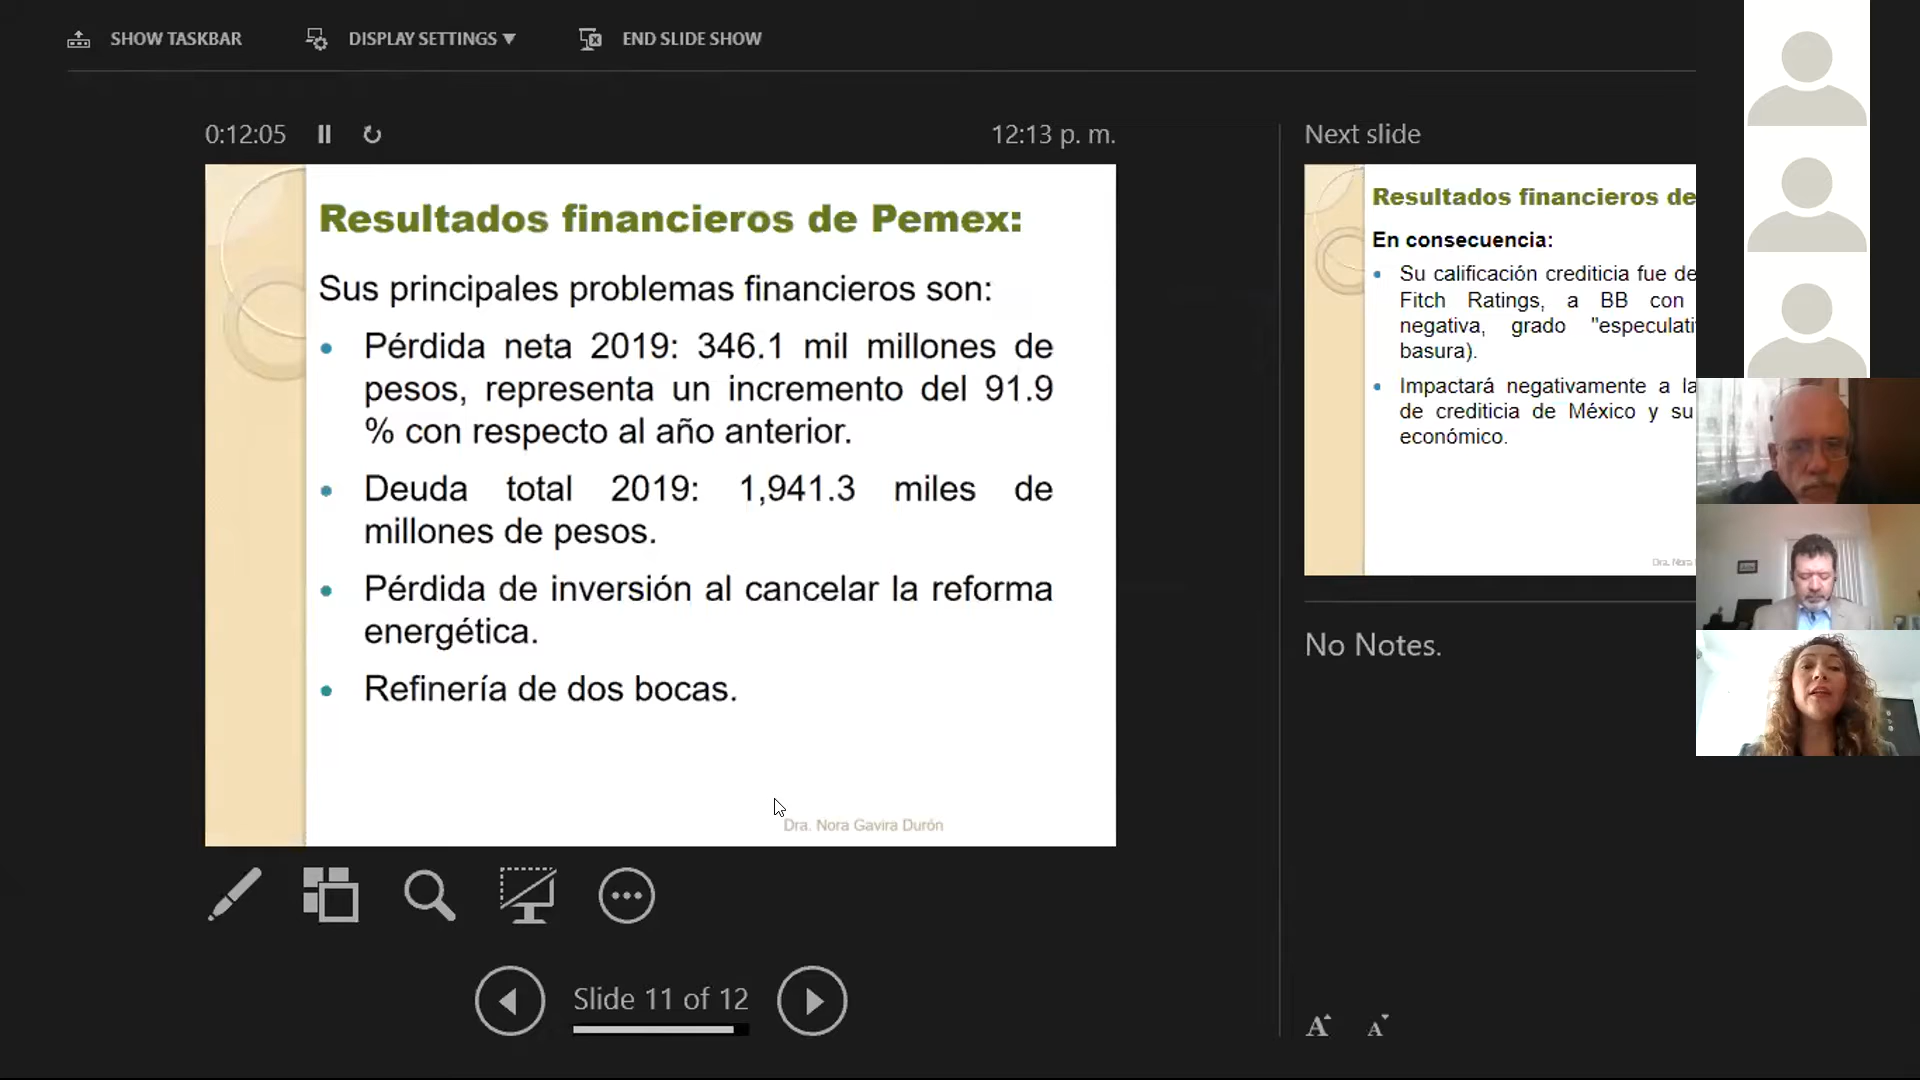 SHOW TASKBAR
DISPLAY SETTINGS
END SLIDE SHOW
0:12:05
12:13 p. m.
Resultados financieros de Pemex:
Sus principales problemas financieros son:
• Pérdida neta 2019: 346.1 mil millones de
pesos, representa un incremento del 91.9
% con respecto al año anterior.
• Deuda total 2019: 1,941.3 miles de
millones de pesos.
• Pérdida de inversión al cancelar la reforma
energética.
• Refinería de dos bocas.
Dra. Nora Gavira Durón
Slide 11 of 12
Next slide
Resultados financieros de
En consecuencia:
• Su calificación crediticia fue de
Fitch Ratings, a BB con
negativa, grado "especulati
basura).
• Impactará negativamente a la
de crediticia de México y su
económico.
Dra. Nora
No Notes.
A A